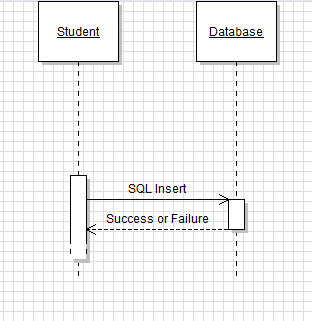 Student
Database
SQL Insert
Success or Failure